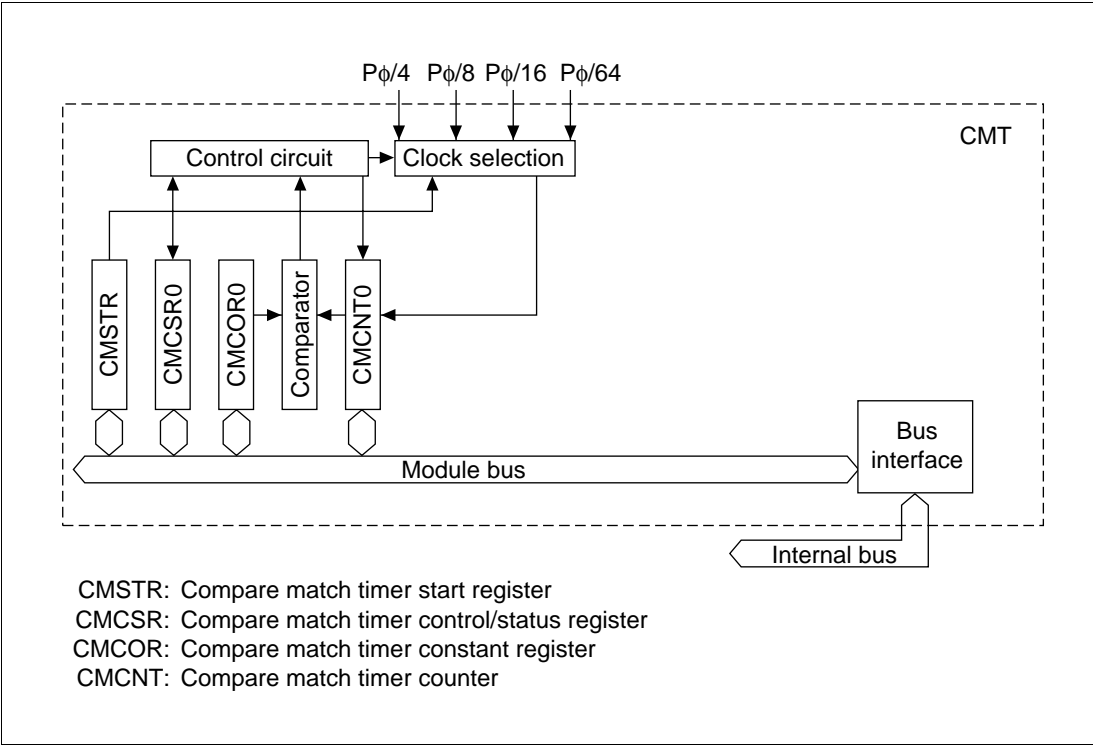 Pϕ/4 Pϕ/8 Pϕ/16 Pϕ/64
CMT
Control circuit
Clock selection
CMSTR
CMCSR0
CMCOR0
Comparator
CMCNT0
Bus
interface
Module bus
Internal bus
CMSTR: Compare match timer start register
CMCSR: Compare match timer control/status register
CMCOR: Compare match timer constant register
CMCNT: Compare match timer counter